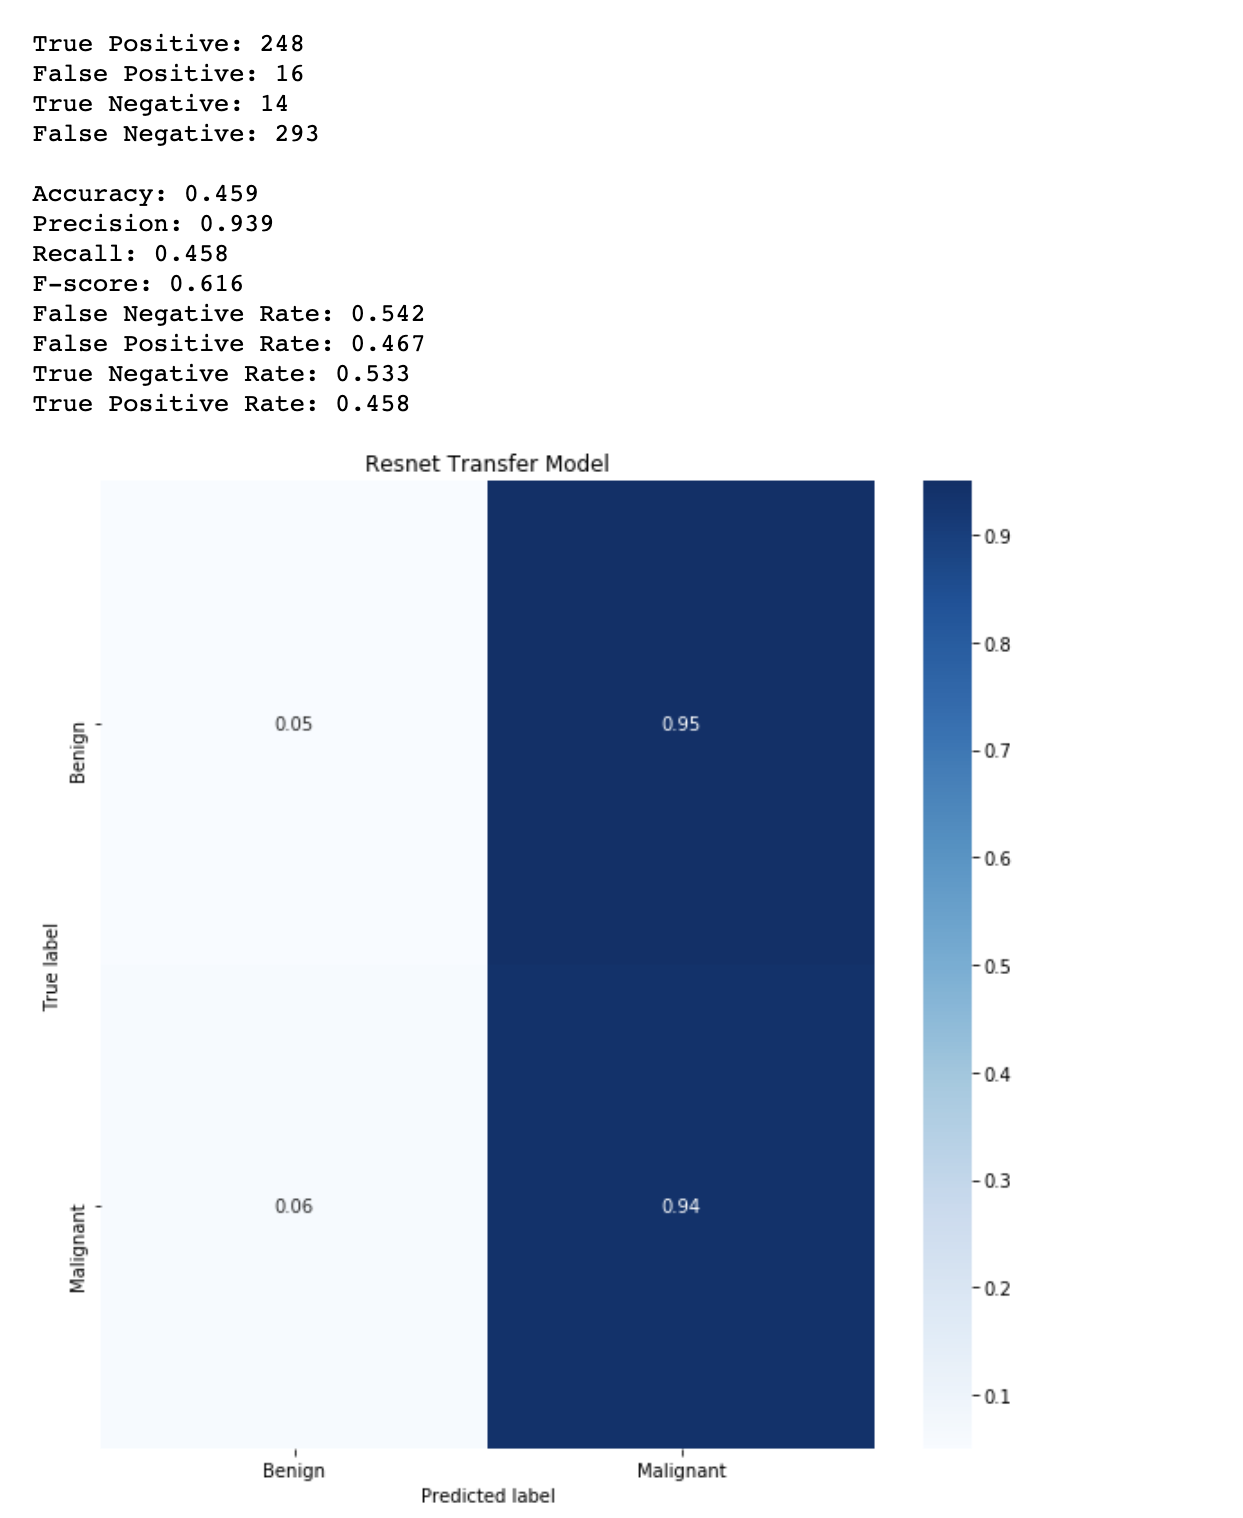 True Positive: 248
False Positive: 16
True Negative: 14
False Negative: 293
Accuracy: 0.459
Precision: 0.939
Recall: 0.458
F-score: 0.616
False Negative Rate: 0.542
False Positive Rate: 0.467
True Negative Rate: 0.533
True Positive Rate: 0.458
Resnet Transfer Model
0.9
0.8
0.7
0.6
0.5
0.4
0.3
0.2
0.1
True label
Benign
0.05
0.95
Malignant
0.06
0.94
Benign
Malignant
Predicted label